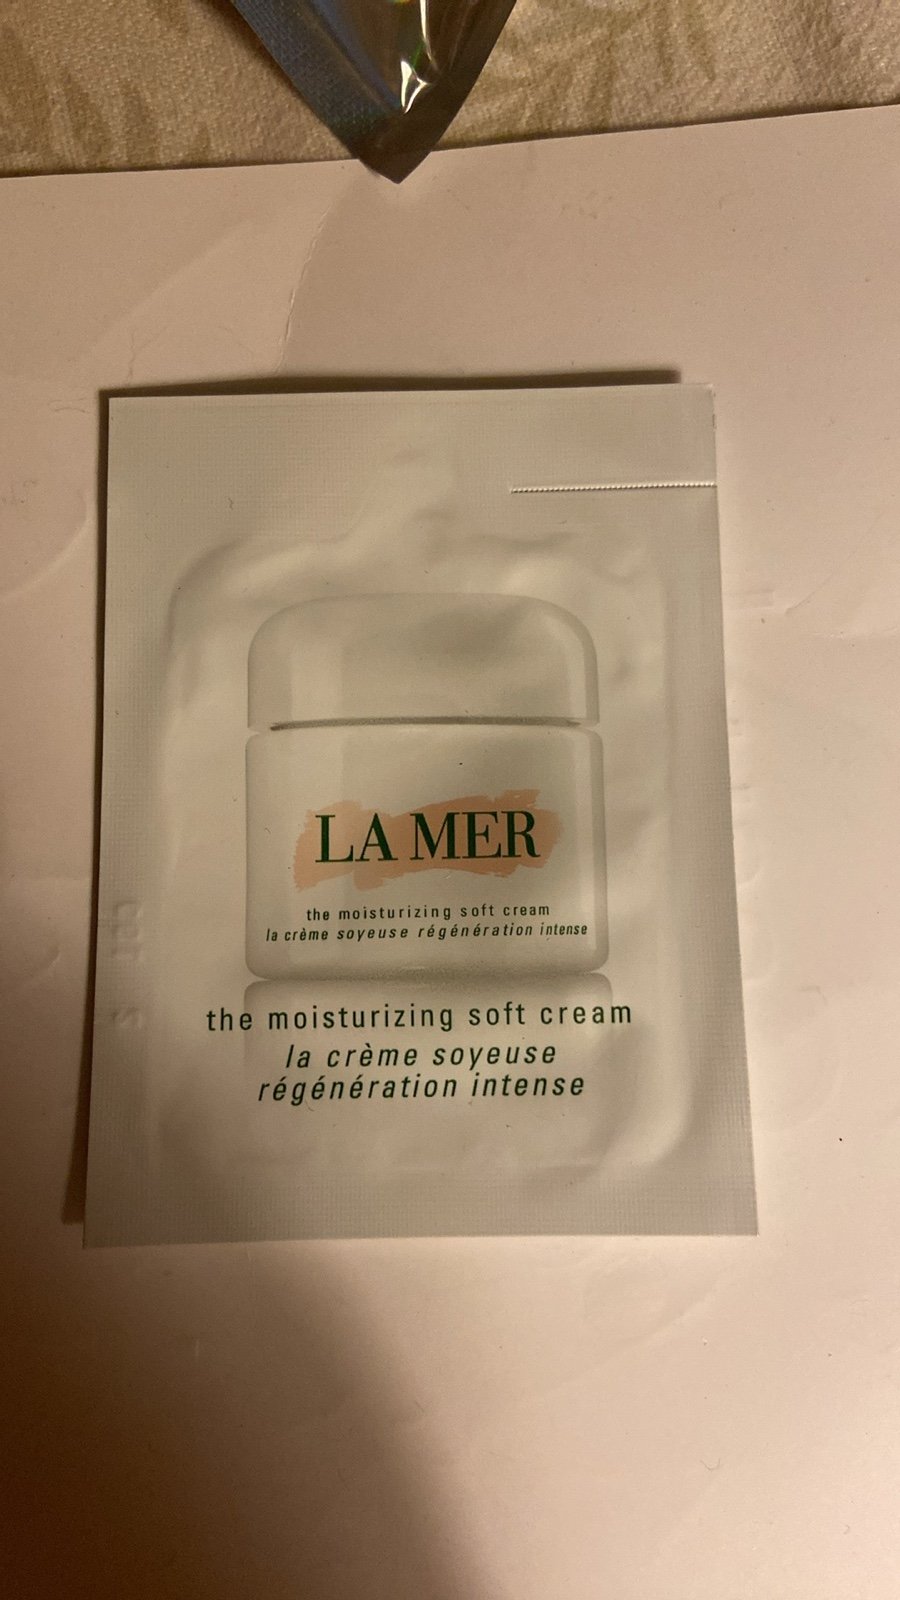 LA MER
the moisturizing soft cream
la crème soyeuse régénération intense
the moisturizing soft cream
la crème soyeuse
régénération intense